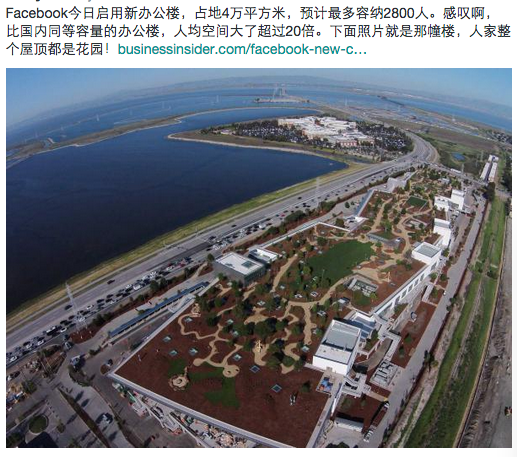 Facebook今日启用新办公楼，占地4万平方米，预计最多容纳2800人。感叹啊，
比国内同等容量的办公楼，人均空间大了超过20倍。下面照片就是那幢楼，人家整
个屋顶都是花园！businessinsider.com/facebook-new-c...